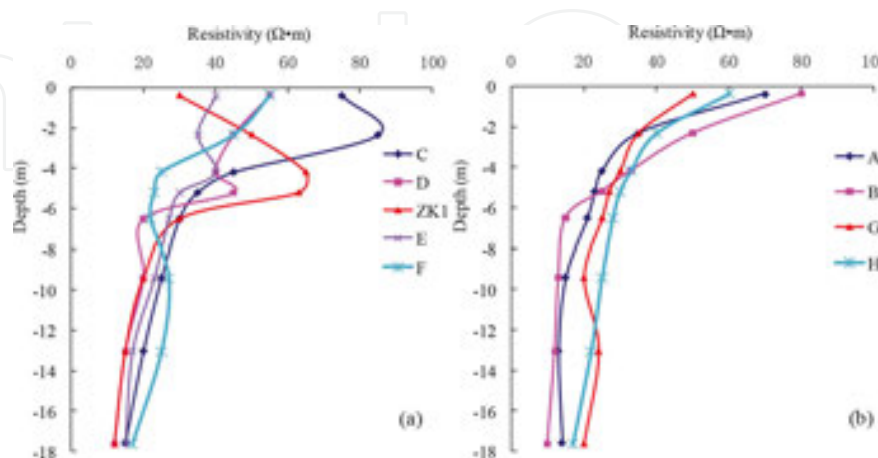 Resistivity (Ω•m)
0 20 40 60 80 100
0
-2
-4
-6
-8
-10
-12
-14
-16
-18
Depth (m)
C
D
ZK1
E
F
(a)
Resistivity (Ω•m)
0 20 40 60 80
0
-2
-4
-6
-8
-10
-12
-14
-16
-18
Depth (m)
A
B
G
H
(b)